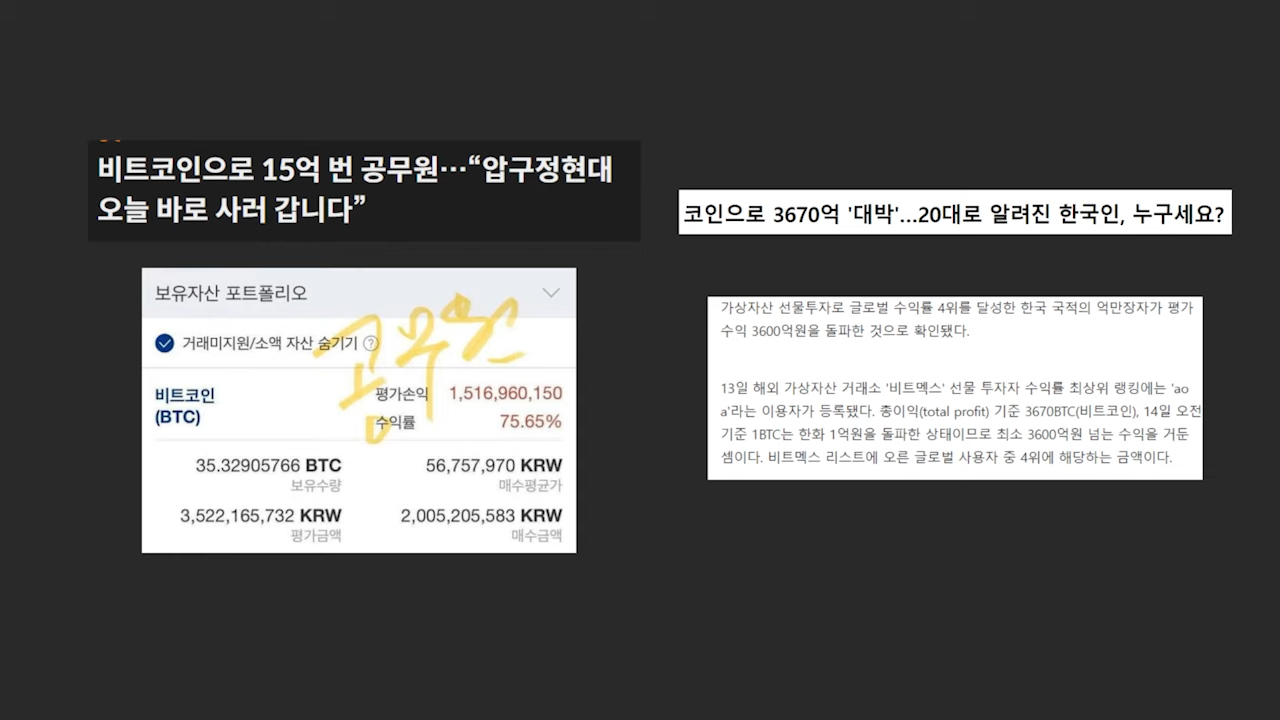 비트코인으로 15억 번 공무원…“압구정현대
오늘 바로 사러 갑니다”
보유자산 포트폴리오
거래미지원/소액 자산 숨기기 ?
공무원
비트코인
(BTC)
평가손익 1,516,960,150
수익률 75.65%
35.32905766 BTC 56,757,970 KRW
보유수량 매수평균가
3,522,165,732 KRW 2,005,205,583 KRW
평가금액 매수금액
코인으로 3670억 '대박'...20대로 알려진 한국인, 누구세요?
가상자산 선물투자로 글로벌 수익률 4위를 달성한 한국 국적의 억만장자가 평가
수익 3600억원을 돌파한 것으로 확인됐다.
13일 해외 가상자산 거래소 '비트멕스' 선물 투자자 수익률 최상위 랭킹에는 'ao
a'라는 이용자가 등록됐다. 총이익(total profit) 기준 3670BTC(비트코인), 14일 오전
기준 1BTC는 한화 1억원을 돌파한 상태이므로 최소 3600억원 넘는 수익을 거둔
셈이다. 비트멕스 리스트에 오른 글로벌 사용자 중 4위에 해당하는 금액이다.